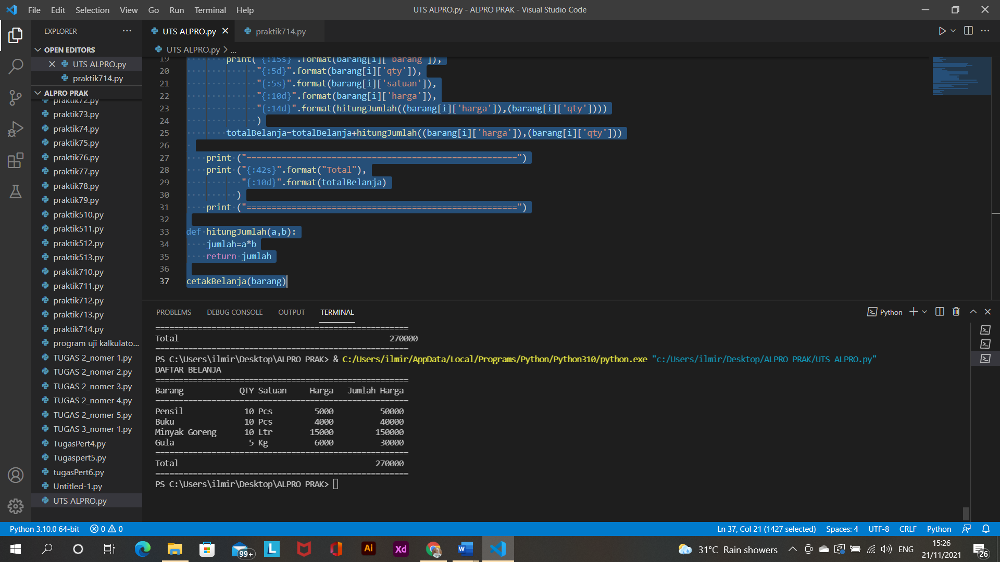 File Edit Selection View Go Run Terminal Help
UTS ALPRO.py - ALPRO PRAK - Visual Studio Code
EXPLORER
OPEN EDITORS
UTS ALPRO.py
praktik714.py
ALPRO PRAK
praktik72.py
praktik73.py
praktik74.py
praktik75.py
praktik76.py
praktik77.py
praktik78.py
praktik79.py
praktik510.py
praktik511.py
praktik512.py
praktik513.py
praktik710.py
praktik711.py
praktik712.py
praktik713.py
praktik714.py
program uji kalkulato...
TUGAS 2_nomer 1.py
TUGAS 2_nomer 2.py
TUGAS 2_nomer 3.py
TUGAS 2_nomer 4.py
TUGAS 2_nomer 5.py
TUGAS 3_nomer 1.py
TugasPert4.py
Tugaspert5.py
tugasPert6.py
Untitled-1.py
UTS ALPRO.py
UTS ALPRO.py praktik714.py
UTS ALPRO.py > ...
19 print("{:15s}".format(barang[i]['barang']),
20 "{:5d}".format(barang[i]['qty']),
21 "{:5s}".format(barang[i]['satuan']),
22 "{:10d}".format(barang[i]['harga']),
23 "{:14d}".format(hitungJumlah((barang[i]['harga']),(barang[i]['qty'])))
24 )
25 totalBelanja=totalBelanja+hitungJumlah((barang[i]['harga']),(barang[i]['qty']))
26
27 print ("======================================================")
28 print ("{:42s}".format("Total"),
29 "{:10d}".format(totalBelanja)
30 )
31 print ("======================================================")
32
33 def hitungJumlah(a,b):
34 jumlah=a*b
35 return jumlah
36
37 cetakBelanja(barang)
PROBLEMS DEBUG CONSOLE OUTPUT TERMINAL
Python
======================================================
Total 270000
======================================================
PS C:\Users\ilmir\Desktop\ALPRO PRAK> & C:/Users/ilmir/AppData/Local/Programs/Python/Python310/python.exe "c:/Users/ilmir/Desktop/ALPRO PRAK/UTS ALPRO.py"
DAFTAR BELANJA
======================================================
Barang QTY Satuan Harga Jumlah Harga
======================================================
Pensil 10 Pcs 5000 50000
Buku 10 Pcs 4000 40000
Minyak Goreng 10 Ltr 15000 150000
Gula 5 Kg 6000 30000
======================================================
Total 270000
======================================================
PS C:\Users\ilmir\Desktop\ALPRO PRAK>
Python 3.10.0 64-bit 0 0
Ln 37, Col 21 (1427 selected) Spaces: 4 UTF-8 CRLF Python
99+
L
Ai
Xd
W
31°C Rain showers
ENG
15:26
21/11/2021
26